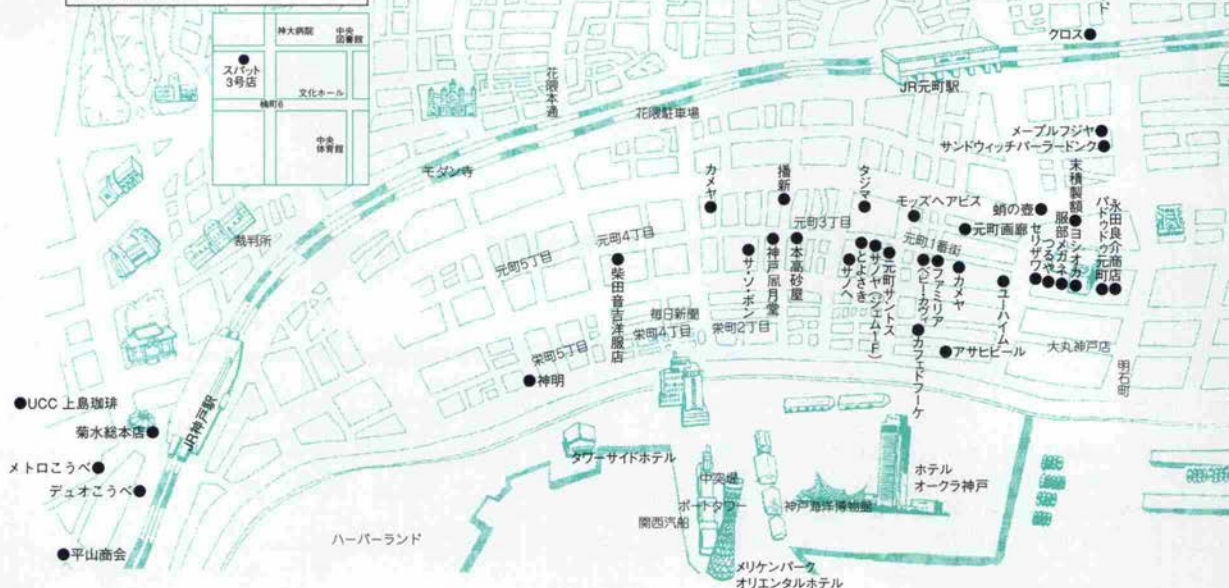 神大病院
中央
図書館
スパット
3号店
文化ホール
楠町6
中央
体育館
花隈本通
花隈駐車場
モダン寺
JR元町駅
クロス
ド
メープルフジヤ
サンドウィッチパーラードンク
裁判所
元町5丁目
元町4丁目
元町3丁目
元町1番街
カメヤ
播新
タジマ
モッズヘアビス
元町画廊
蛸の壺
末積製額
永田良介商店
パドゥドゥ元町
ヨシオカ
服部メガネ
つるや
セリザワ
柴田音吉洋服店
サ・ソ・ボン
神戸風月堂
本高砂屋
サノヘ
とよさき
サノヤ(ジェム1F)
元町サントス
ベビーカヴィ
ファミリア
カメヤ
ユーハイム
カフェドフーケ
アサヒビール
大丸神戸店
明石町
毎日新聞
栄町5丁目
栄町4丁目
栄町2丁目
神明
UCC 上島珈琲
菊水総本店
JR神戸駅
メトロこうべ
デュオこうべ
平山商会
ハーバーランド
タワーサイドホテル
中突堤
ポートタワー
関西汽船
神戸海洋博物館
ホテル
オークラ神戸
メリケンパーク
オリエンタルホテル